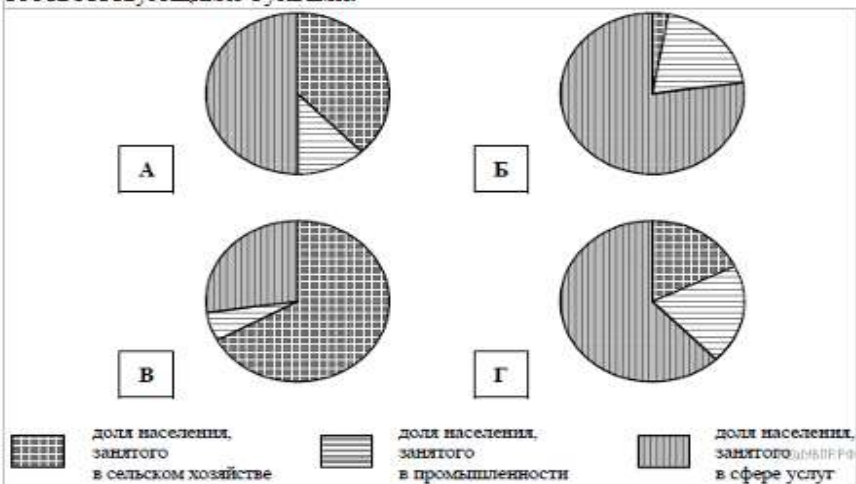 А
Б
В
Г
доля населения,
занятого
в сельском хозяйстве
доля населения,
занятого
в промышленности
доля населения,
занятого
в сфере услуг